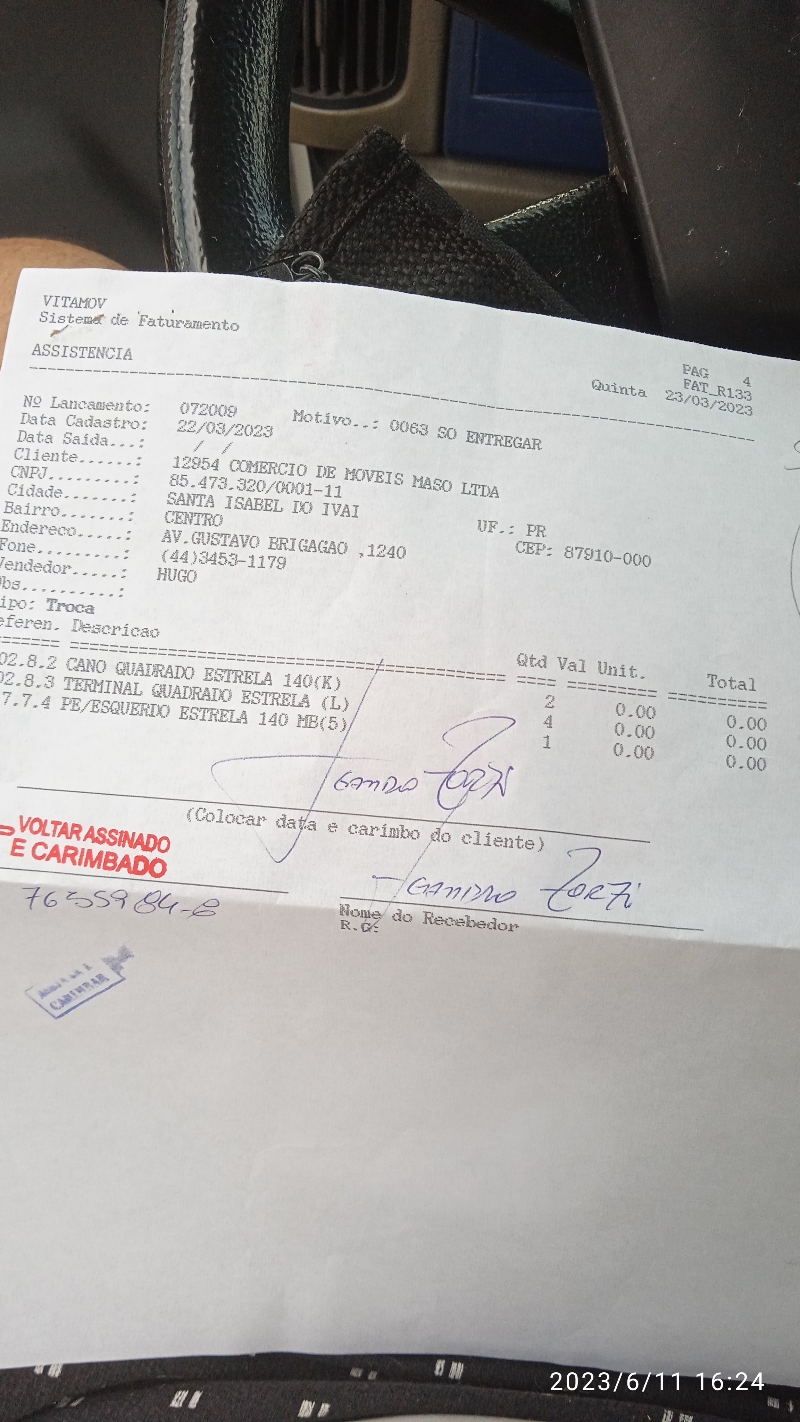 VITAMOV
Sistema de Faturamento
PAG 4
ASSISTENCIA
FAT_R133
Quinta 23/03/2023
Nº Lancamento: 072009 Motivo..: 0063 SO ENTREGAR
Data Cadastro: 22/03/2023
Data Saida...: / /
Cliente......: 12954 COMERCIO DE MOVEIS MASO LTDA
CNPJ.........: 85.473.320/0001-11
Cidade.......: SANTA ISABEL DO IVAI UF.: PR
Bairro.......: CENTRO CEP: 87910-000
Endereco.....: AV.GUSTAVO BRIGAGAO ,1240
Fone.........: (44)3453-1179
Vendedor.....: HUGO
bs..........:
ipo: Troca
eferen. Descricao Qtd Val Unit. Total
02.8.2 CANO QUADRADO ESTRELA 140(K) 2 0.00 0.00
02.8.3 TERMINAL QUADRADO ESTRELA (L) 4 0.00 0.00
7.7.4 PE/ESQUERDO ESTRELA 140 MB(5) 1 0.00 0.00
Zorzi
(Colocar data e carimbo do cliente)
VOLTAR ASSINADO
E CARIMBADO
Zorzi
Nome do Recebedor
R.G:
CARIMBAR
2023/6/11 16:24